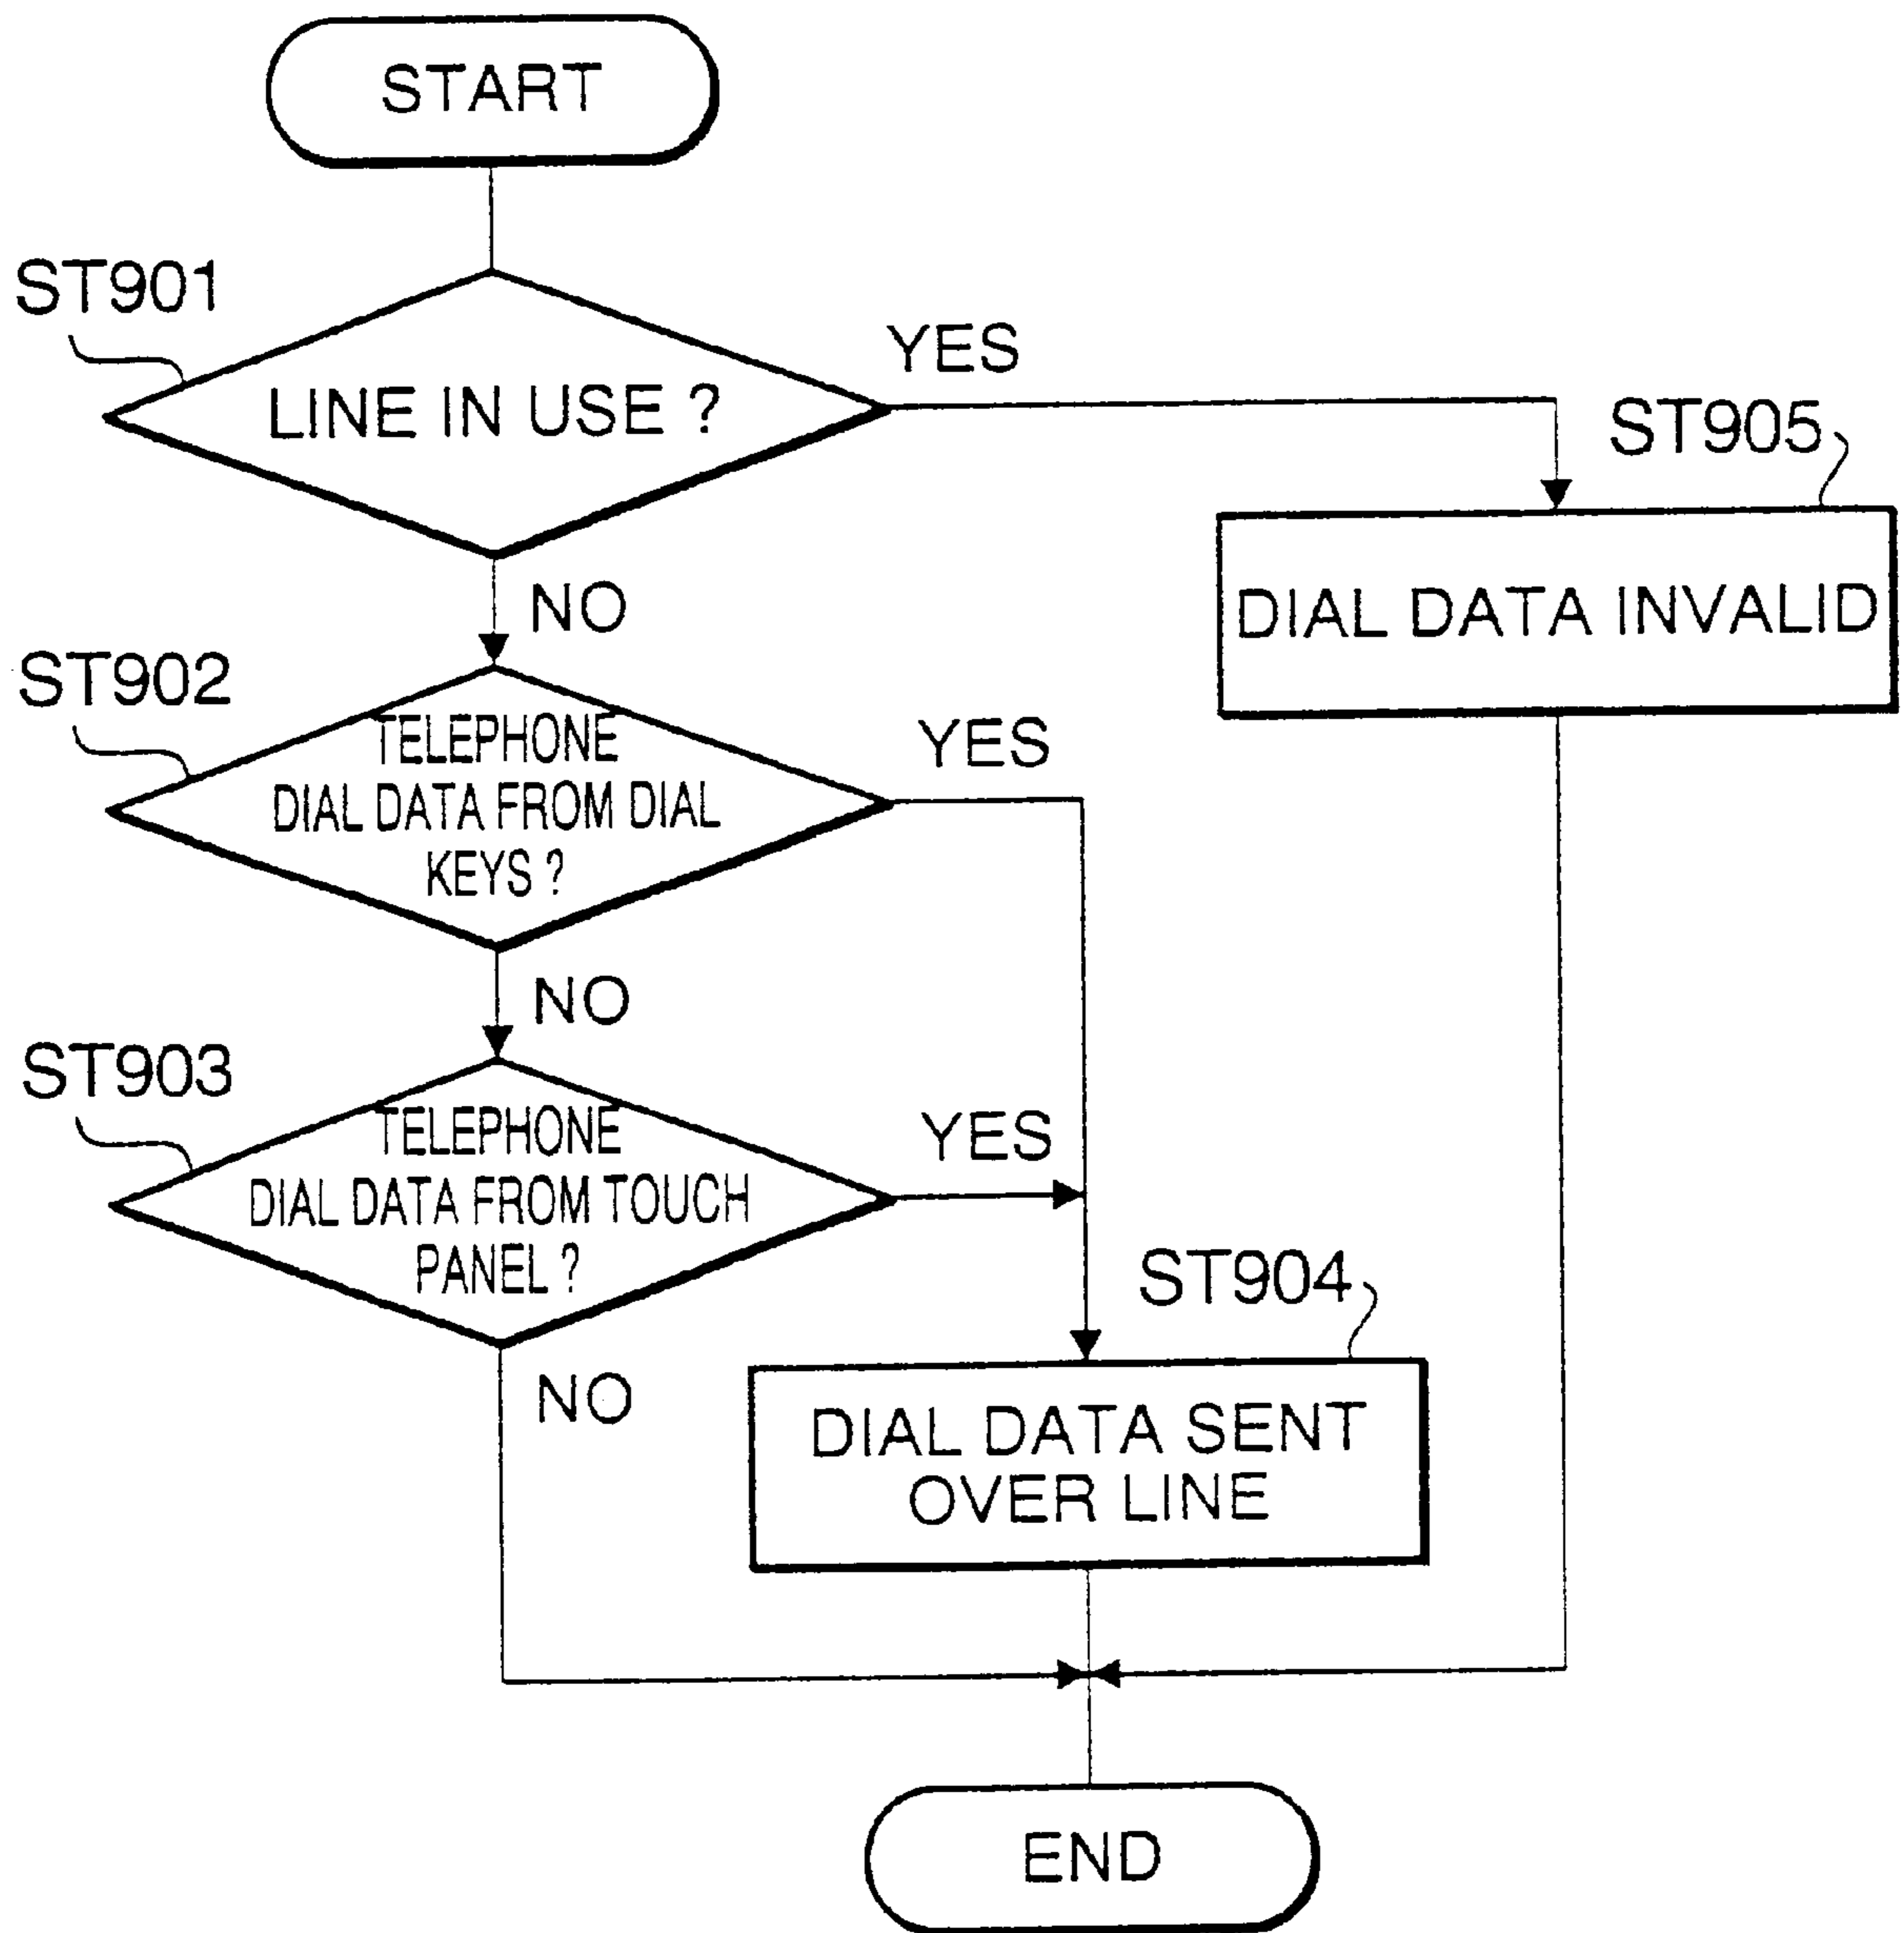 START
ST901
YES
LINE IN USE ?
ST905
NO
DIAL DATA INVALID
ST902
TELEPHONE
DIAL DATA FROM DIAL
KEYS ?
YES
NO
ST903
TELEPHONE
DIAL DATA FROM TOUCH
PANEL ?
YES
ST904
NO
DIAL DATA SENT
OVER LINE
END